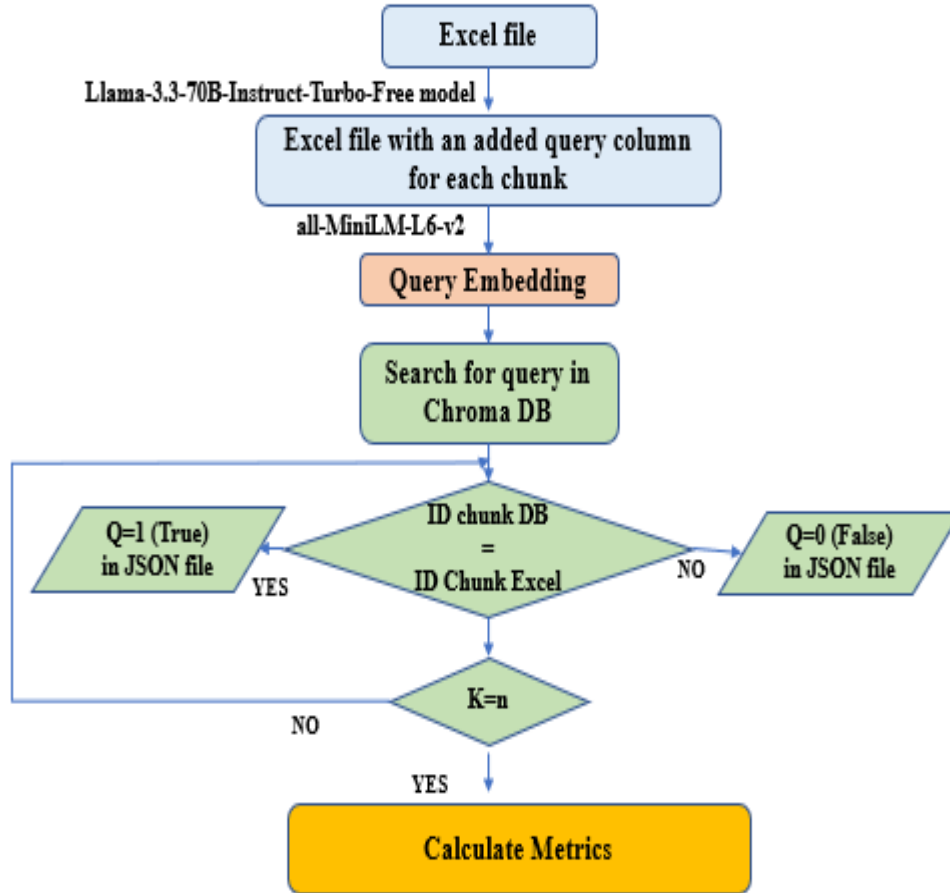 Excel file
Llama-3.3-70B-Instruct-Turbo-Free model
Excel file with an added query column
for each chunk
all-MiniLM-L6-v2
Query Embedding
Search for query in
Chroma DB
ID chunk DB
=
ID Chunk Excel
Q=1 (True)
in JSON file
YES
Q=0 (False)
in JSON file
NO
K=n
NO
YES
Calculate Metrics